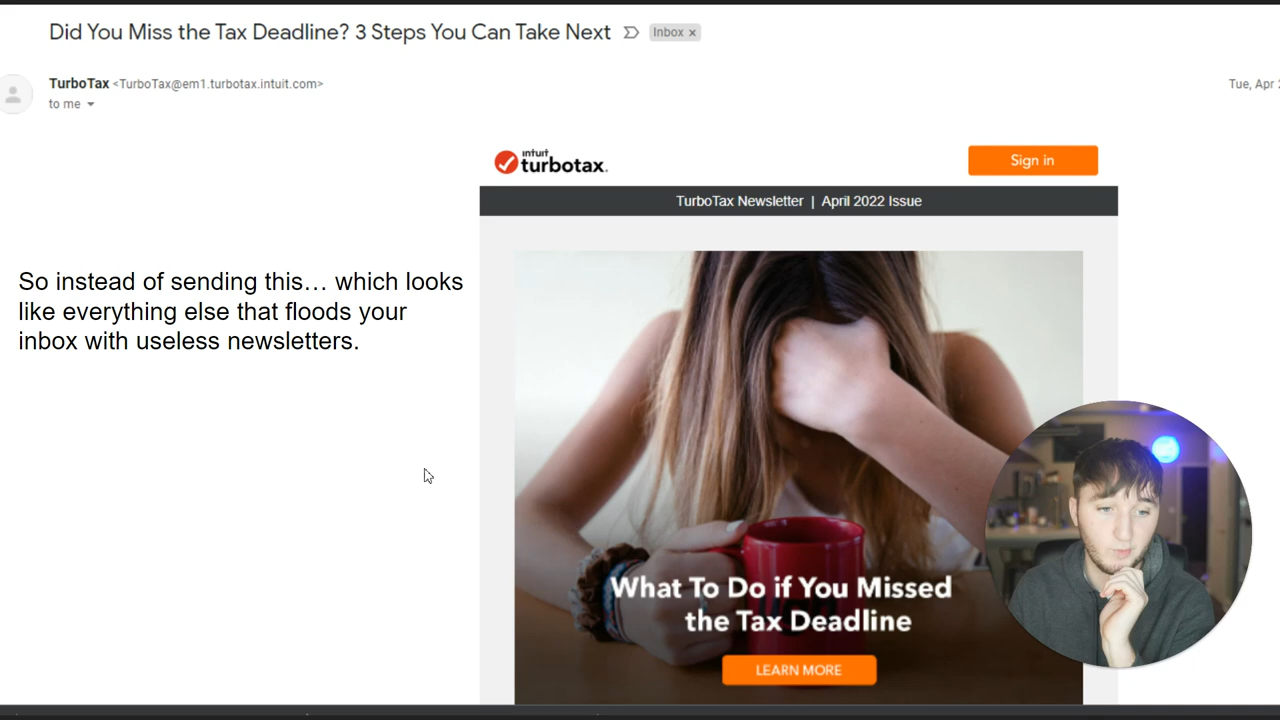 Did You Miss the Tax Deadline? 3 Steps You Can Take Next
Inbox ×
TurboTax <TurboTax@em1.turbotax.intuit.com>
Tue, Apr
to me
intuit
turbotax.
Sign in
TurboTax Newsletter | April 2022 Issue
So instead of sending this… which looks
like everything else that floods your
inbox with useless newsletters.
What To Do if You Missed
the Tax Deadline
LEARN MORE